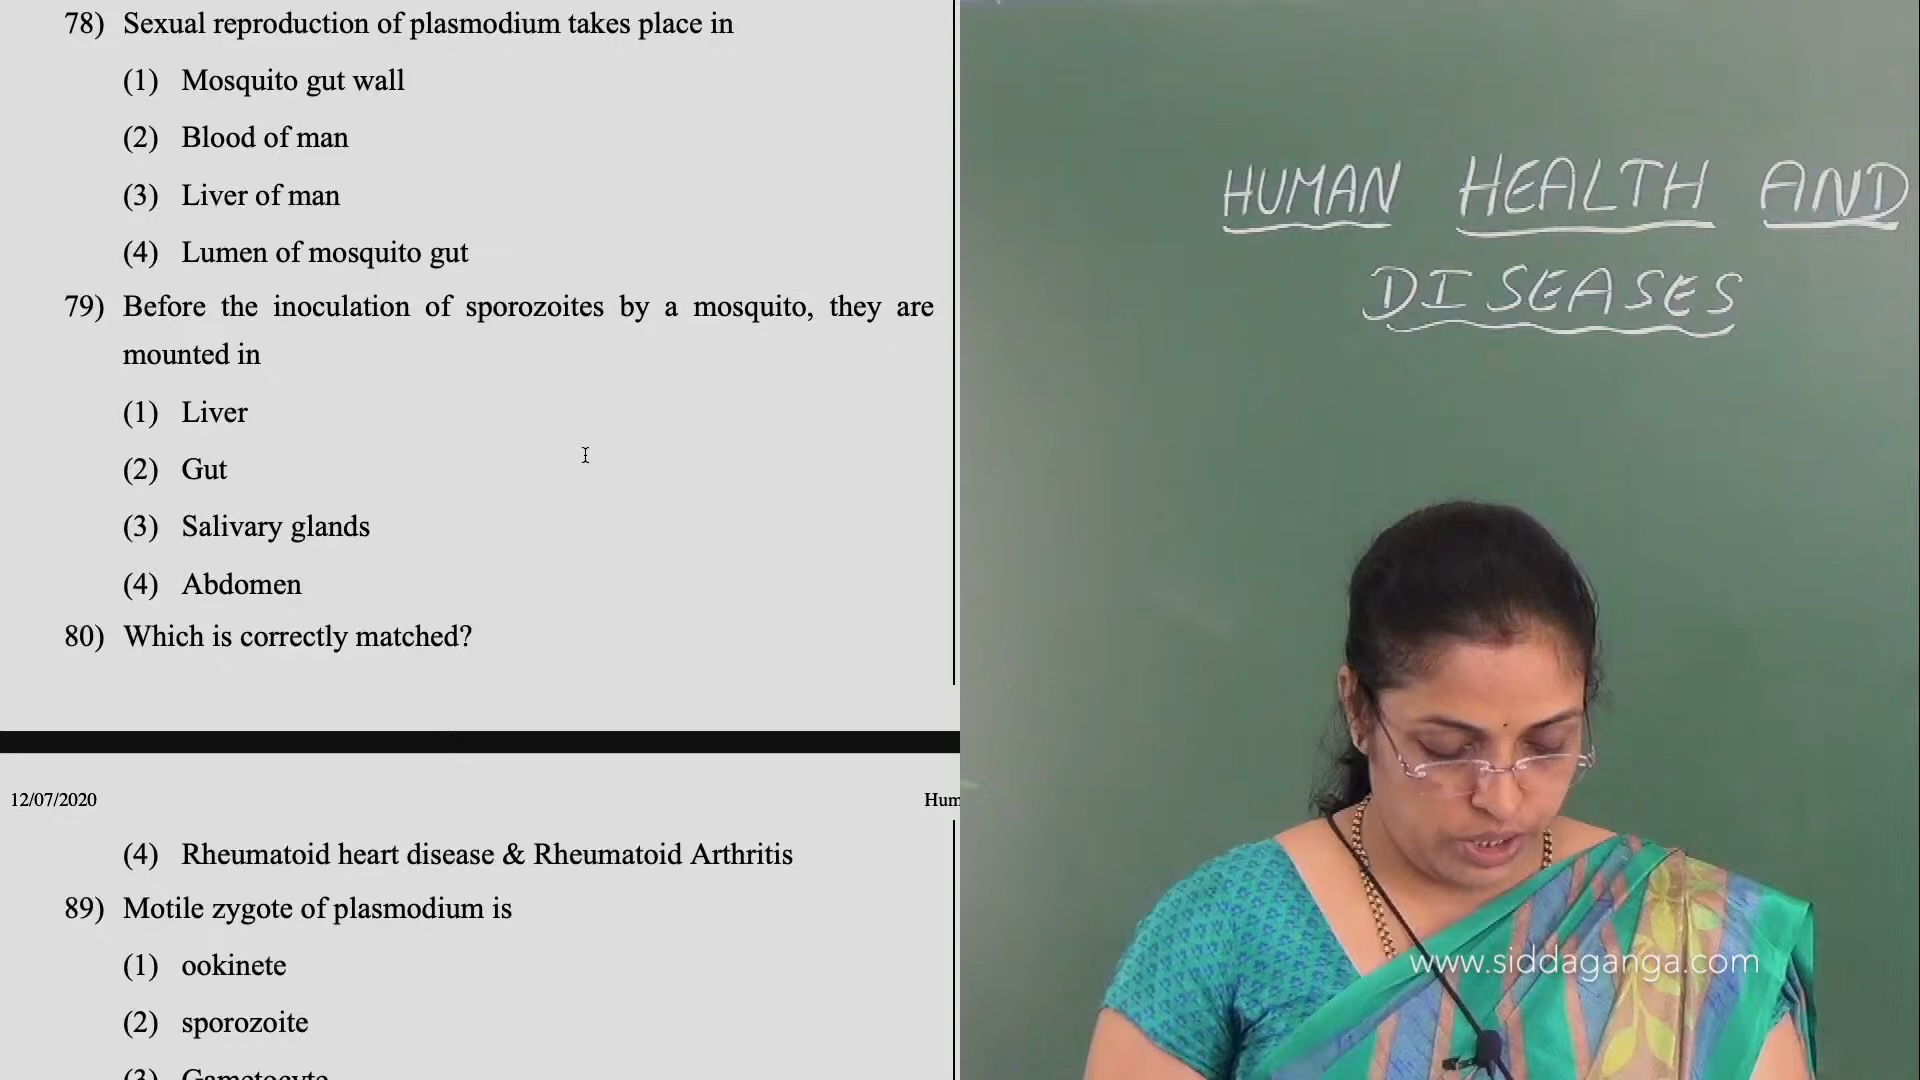 78) Sexual reproduction of plasmodium takes place in
(1) Mosquito gut wall
(2) Blood of man
(3) Liver of man
(4) Lumen of mosquito gut
79) Before the inoculation of sporozoites by a mosquito, they are
mounted in
(1) Liver
(2) Gut
(3) Salivary glands
(4) Abdomen
80) Which is correctly matched?
12/07/2020
Hum
(4) Rheumatoid heart disease & Rheumatoid Arthritis
89) Motile zygote of plasmodium is
(1) ookinete
(2) sporozoite
(3) Gametocyte
HUMAN HEALTH AND
DISEASES
www.siddaganga.com